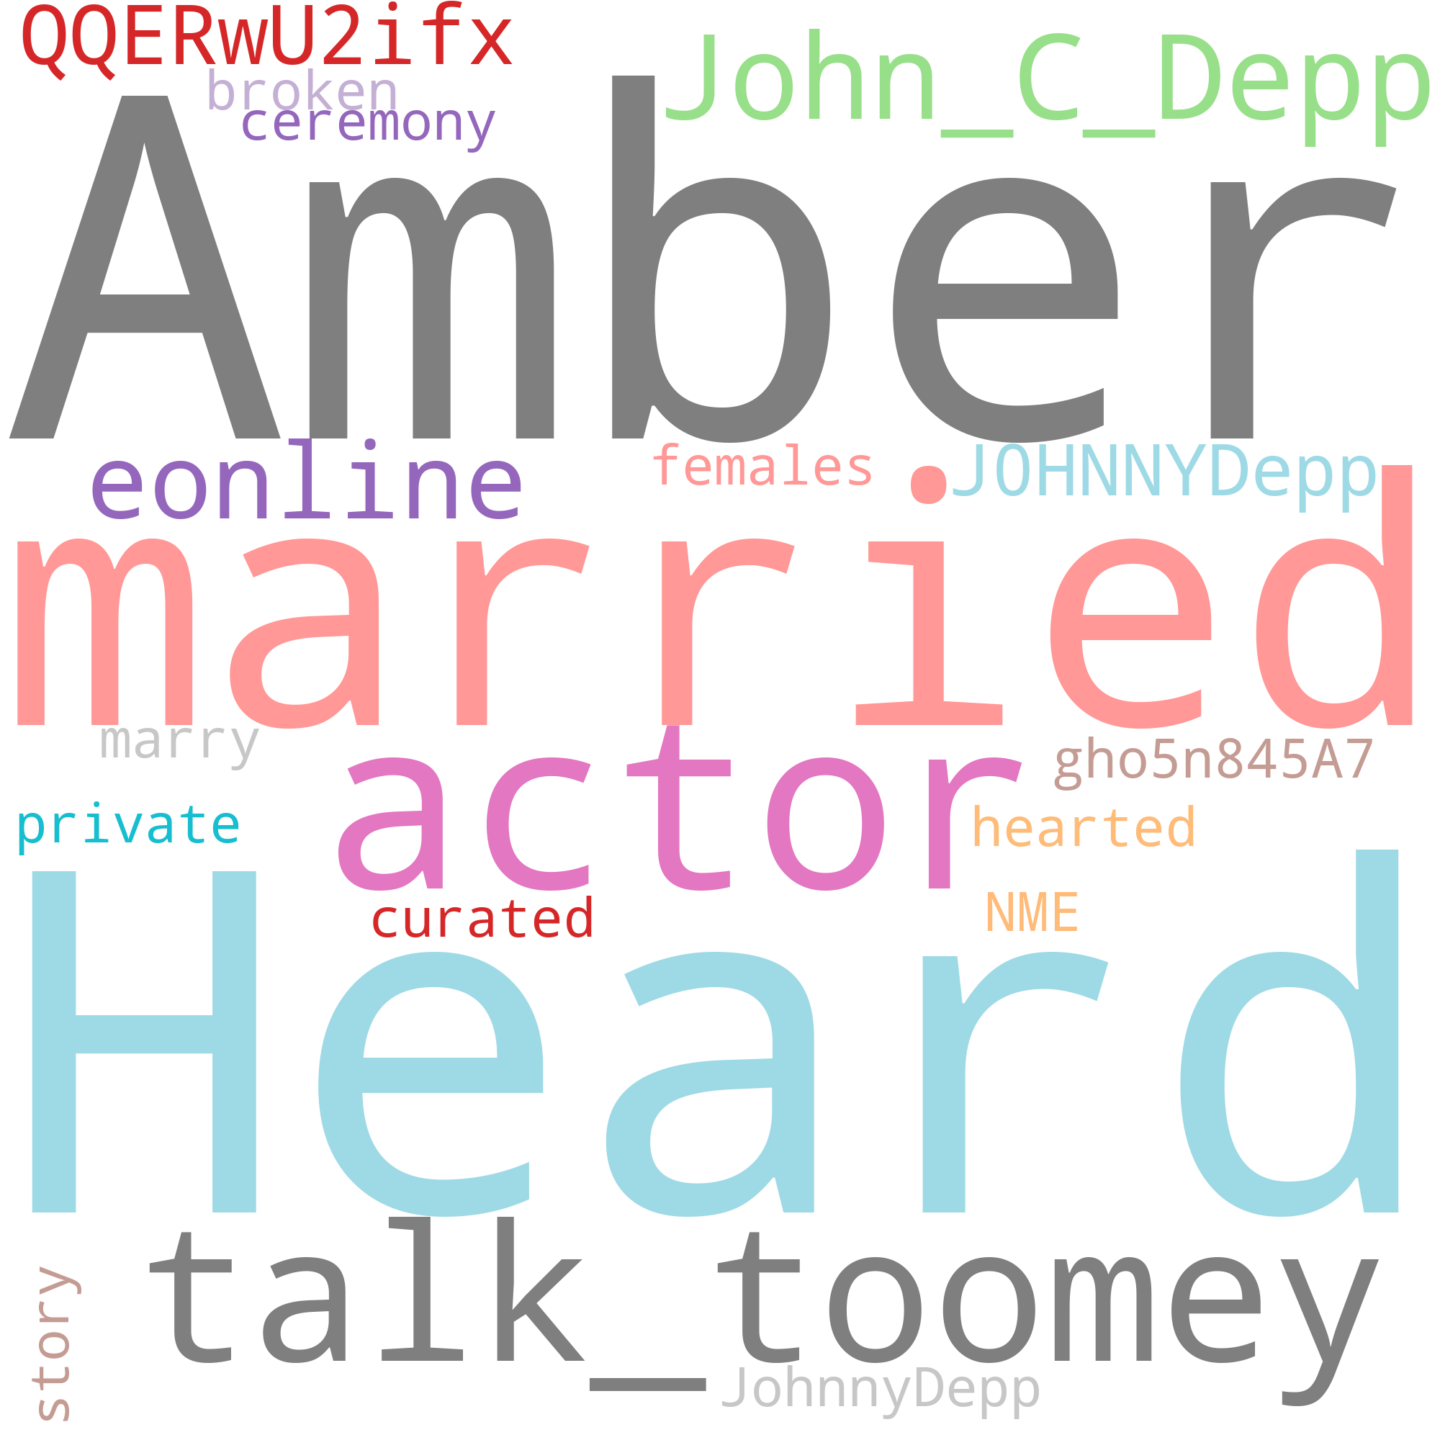 QQERwU2ifx
John_C_Depp
broken
ceremony
Amber
eonline
females
JOHNNYDepp
married
marry
actor
gho5n845A7
private
hearted
curated
NME
Heard
talk_toomey
story
JohnnyDepp